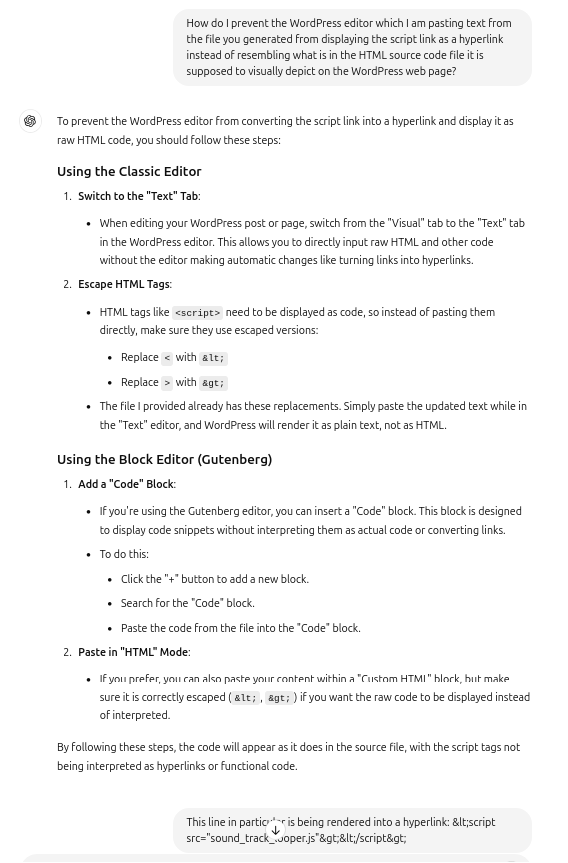 How do I prevent the WordPress editor which I am pasting text from
the file you generated from displaying the script link as a hyperlink
instead of resembling what is in the HTML source code file it is
supposed to visually depict on the WordPress web page?
To prevent the WordPress editor from converting the script link into a hyperlink and display it as
raw HTML code, you should follow these steps:
Using the Classic Editor
1. Switch to the "Text" Tab:
• When editing your WordPress post or page, switch from the "Visual" tab to the "Text" tab
in the WordPress editor. This allows you to directly input raw HTML and other code
without the editor making automatic changes like turning links into hyperlinks.
2. Escape HTML Tags:
• HTML tags like <script> need to be displayed as code, so instead of pasting them
directly, make sure they use escaped versions:
• Replace < with &lt;
• Replace > with &gt;
• The file I provided already has these replacements. Simply paste the updated text while in
the "Text" editor, and WordPress will render it as plain text, not as HTML.
Using the Block Editor (Gutenberg)
1. Add a "Code" Block:
• If you're using the Gutenberg editor, you can insert a "Code" block. This block is designed
to display code snippets without interpreting them as actual code or converting links.
• To do this:
• Click the "+" button to add a new block.
• Search for the "Code" block.
• Paste the code from the file into the "Code" block.
2. Paste in "HTML" Mode:
• If you prefer, you can also paste your content within a "Custom HTML" block, but make
sure it is correctly escaped (&lt;, &gt;) if you want the raw code to be displayed instead
of interpreted.
By following these steps, the code will appear as it does in the source file, with the script tags not
being interpreted as hyperlinks or functional code.
This line in particular is being rendered into a hyperlink: &lt;script
src="sound_track_looper.js"&gt;&lt;/script&gt;